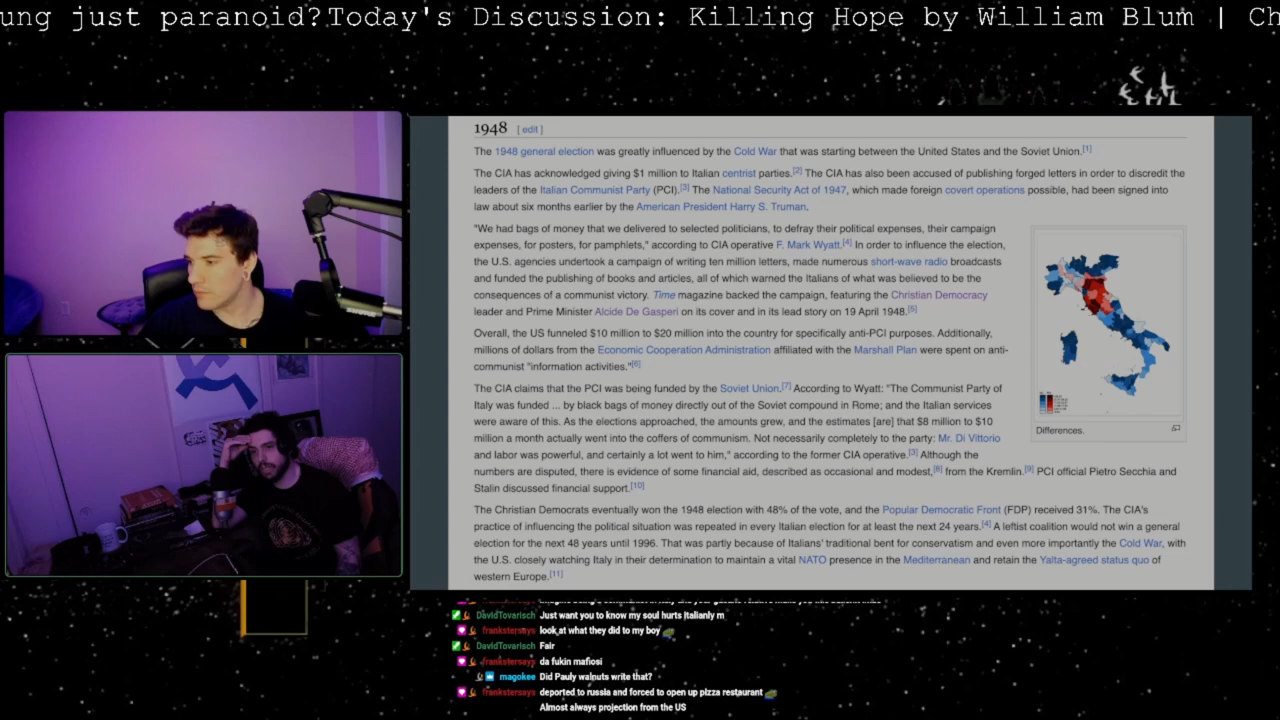 ung just paranoid?Today's Discussion: Killing Hope by William Blum | Ch
1948 [ edit ]
The 1948 general election was greatly influenced by the Cold War that was starting between the United States and the Soviet Union.[1]
The CIA has acknowledged giving $1 million to Italian centrist parties.[2] The CIA has also been accused of publishing forged letters in order to discredit the
leaders of the Italian Communist Party (PCI).[3] The National Security Act of 1947, which made foreign covert operations possible, had been signed into
law about six months earlier by the American President Harry S. Truman.
"We had bags of money that we delivered to selected politicians, to defray their political expenses, their campaign
expenses, for posters, for pamphlets," according to CIA operative F. Mark Wyatt.[4] In order to influence the election,
the U.S. agencies undertook a campaign of writing ten million letters, made numerous short-wave radio broadcasts
and funded the publishing of books and articles, all of which warned the Italians of what was believed to be the
consequences of a communist victory. Time magazine backed the campaign, featuring the Christian Democracy
leader and Prime Minister Alcide De Gasperi on its cover and in its lead story on 19 April 1948.[5]
Overall, the US funneled $10 million to $20 million into the country for specifically anti-PCI purposes. Additionally,
millions of dollars from the Economic Cooperation Administration affiliated with the Marshall Plan were spent on anti-
communist "information activities."[6]
The CIA claims that the PCI was being funded by the Soviet Union.[7] According to Wyatt: "The Communist Party of
Italy was funded ... by black bags of money directly out of the Soviet compound in Rome; and the Italian services
were aware of this. As the elections approached, the amounts grew, and the estimates [are] that $8 million to $10
million a month actually went into the coffers of communism. Not necessarily completely to the party: Mr. Di Vittorio
and labor was powerful, and certainly a lot went to him," according to the former CIA operative.[3] Although the
numbers are disputed, there is evidence of some financial aid, described as occasional and modest,[8] from the Kremlin.[9] PCI official Pietro Secchia and
Stalin discussed financial support.[10]
Differences.
The Christian Democrats eventually won the 1948 election with 48% of the vote, and the Popular Democratic Front (FDP) received 31%. The CIA's
practice of influencing the political situation was repeated in every Italian election for at least the next 24 years.[4] A leftist coalition would not win a general
election for the next 48 years until 1996. That was partly because of Italians' traditional bent for conservatism and even more importantly the Cold War, with
the U.S. closely watching Italy in their determination to maintain a vital NATO presence in the Mediterranean and retain the Yalta-agreed status quo of
western Europe.[11]
DavidTovarisch Just want you to know my soul hurts Italianly rn
frankstersays look at what they did to my boy
DavidTovarisch Fair
frankstersays da fukin mafiosi
magokee Did Pauly walnuts write that?
frankstersays deported to russia and forced to open up pizza restaurant
Almost always projection from the US